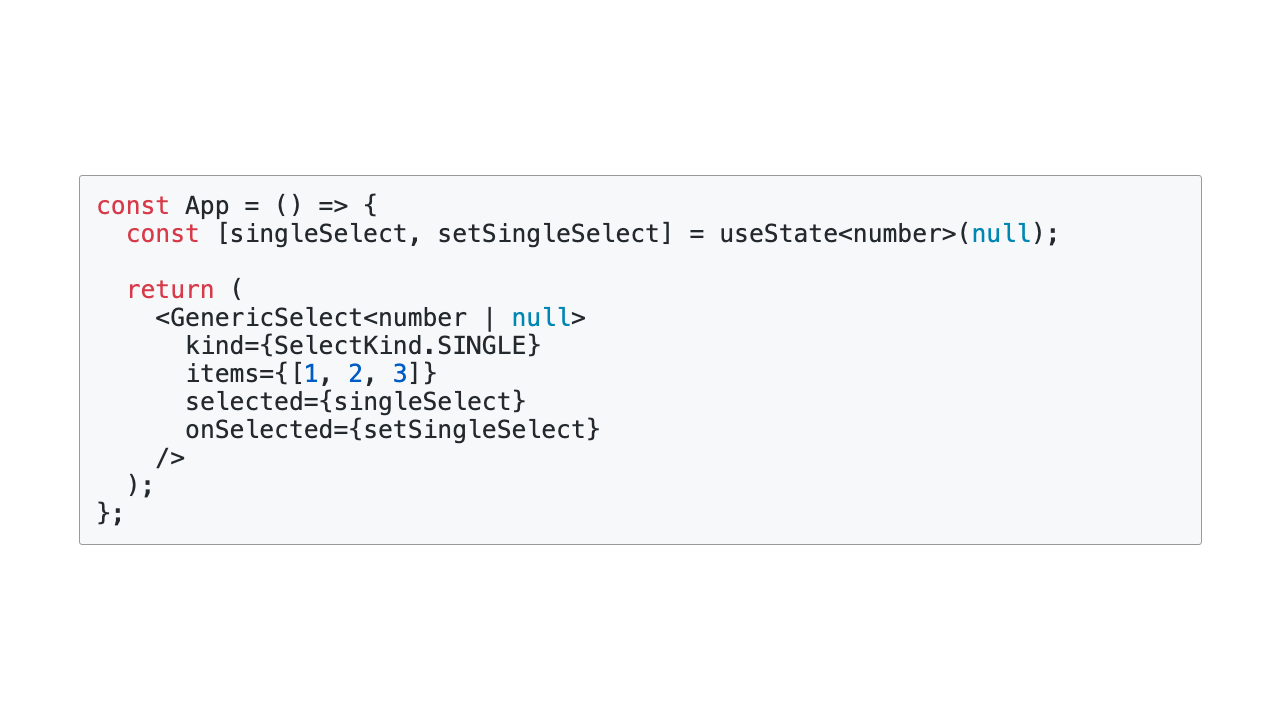 const App = () => {
  const [singleSelect, setSingleSelect] = useState<number>(null);

  return (
    <GenericSelect<number | null>
      kind={SelectKind.SINGLE}
      items={[1, 2, 3]}
      selected={singleSelect}
      onSelected={setSingleSelect}
    />
  );
};